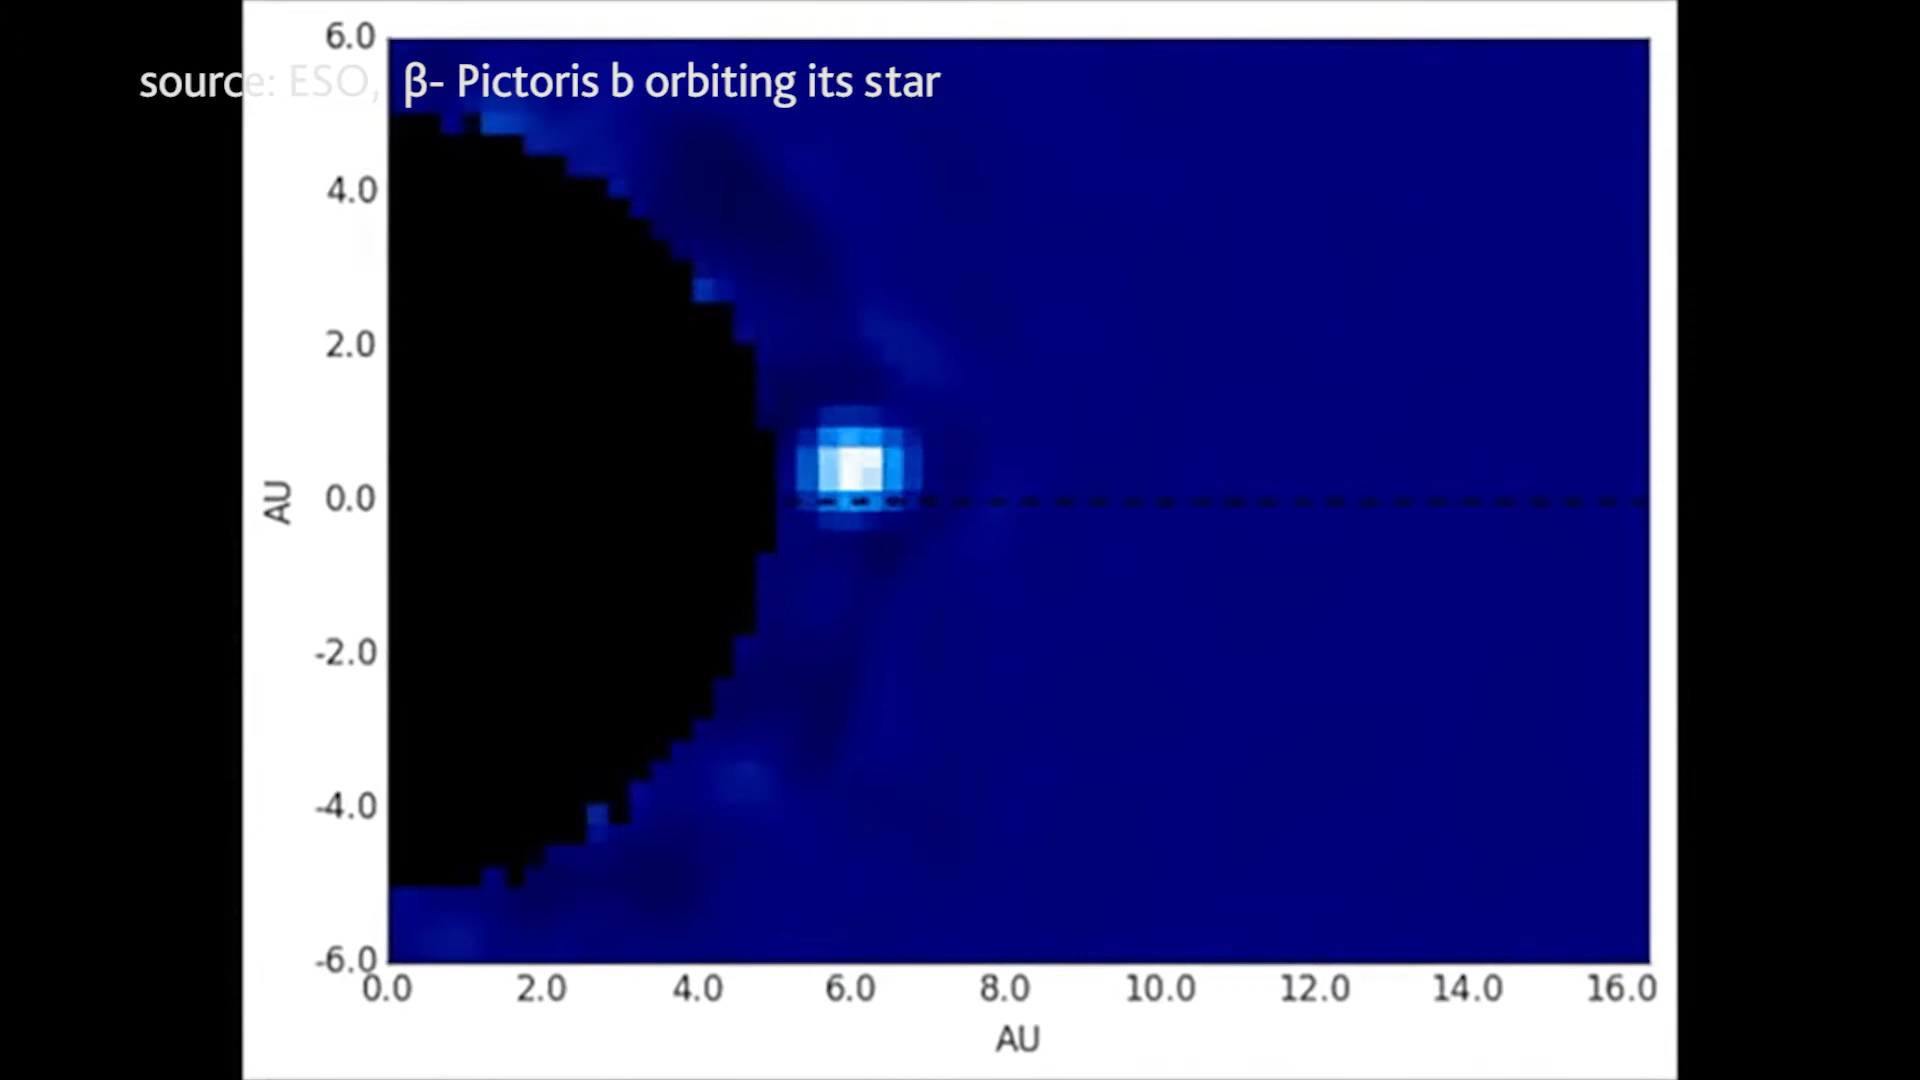 6.0
source: ESO, β- Pictoris b orbiting its star
4.0
2.0
AU
0.0
-2.0
-4.0
-6.0
0.0 2.0 4.0 6.0 8.0 10.0 12.0 14.0 16.0
AU